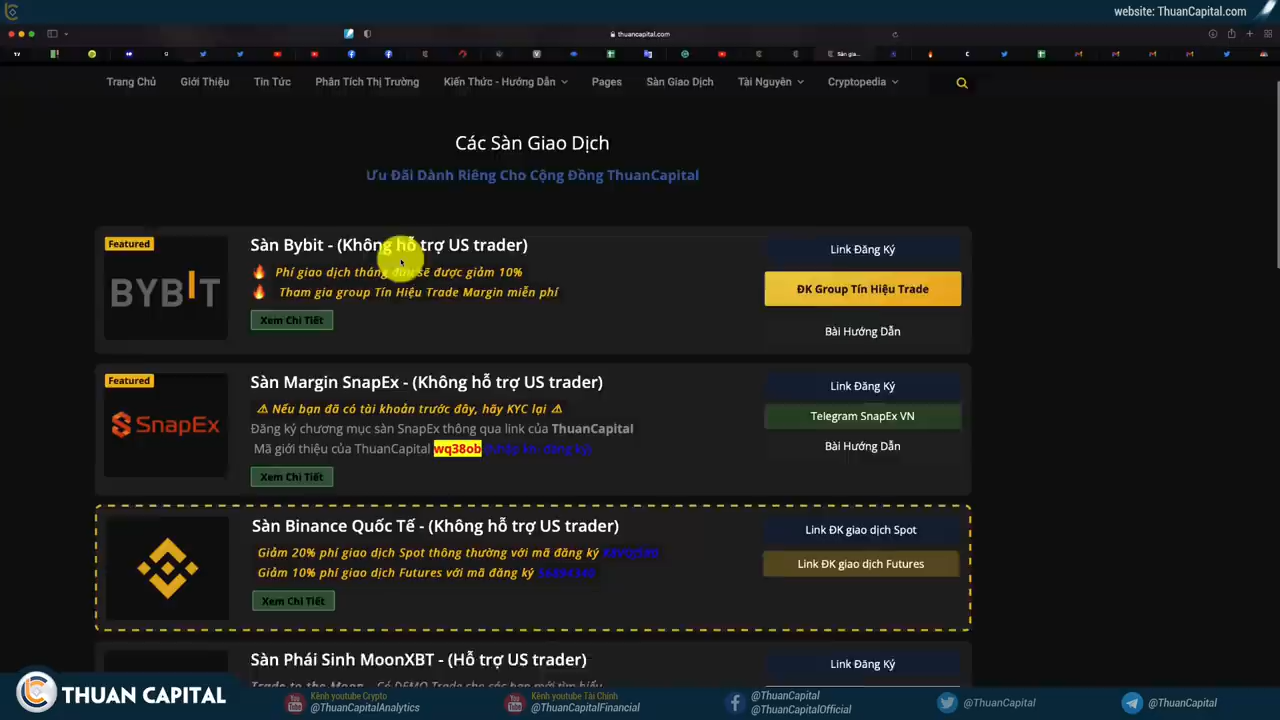 website: ThuanCapital.com
thuancapital.com
Sàn gia...
Trang Chủ
Giới Thiệu
Tin Tức
Phân Tích Thị Trường
Kiến Thức - Hướng Dẫn
Pages
Sàn Giao Dịch
Tài Nguyên
Cryptopedia
Các Sàn Giao Dịch
Ưu Đãi Dành Riêng Cho Cộng Đồng ThuanCapital
Featured
BYBIT
Sàn Bybit - (Không hỗ trợ US trader)
Phí giao dịch tháng đầu sẽ được giảm 10%
Tham gia group Tín Hiệu Trade Margin miễn phí
Xem Chi Tiết
Link Đăng Ký
ĐK Group Tín Hiệu Trade
Bài Hướng Dẫn
Featured
SnapEx
Sàn Margin SnapEx - (Không hỗ trợ US trader)
⚠ Nếu bạn đã có tài khoản trước đây, hãy KYC lại ⚠
Đăng ký chương mục sàn SnapEx thông qua link của ThuanCapital
Mã giới thiệu của ThuanCapital wq38ob (Nhập khi đăng ký)
Xem Chi Tiết
Link Đăng Ký
Telegram SnapEx VN
Bài Hướng Dẫn
Sàn Binance Quốc Tế - (Không hỗ trợ US trader)
Giảm 20% phí giao dịch Spot thông thường với mã đăng ký
Giảm 10% phí giao dịch Futures với mã đăng ký
Xem Chi Tiết
Link ĐK giao dịch Spot
Link ĐK giao dịch Futures
Sàn Phái Sinh MoonXBT - (Hỗ trợ US trader)
Link Đăng Ký
THUAN CAPITAL
Kênh youtube Crypto
@ThuanCapitalAnalytics
Kênh youtube Tài Chính
@ThuanCapitalFinancial
@ThuanCapital
@ThuanCapitalOfficial
@ThuanCapital
@ThuanCapital